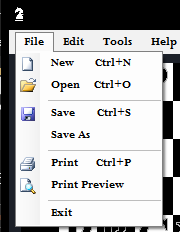 File Edit Tools Help
New Ctrl+N
Open Ctrl+O
Save Ctrl+S
Save As
Print Ctrl+P
Print Preview
Exit